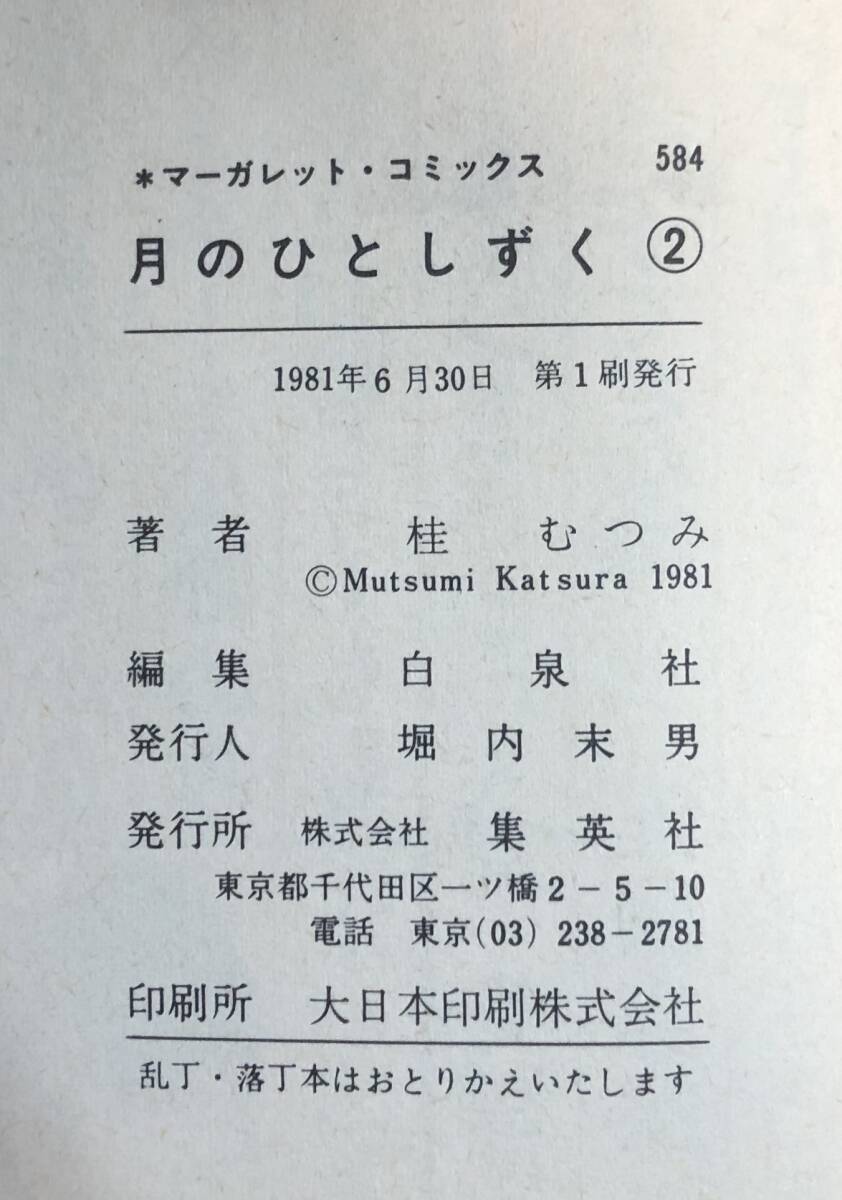 *マーガレット・コミックス 584
月のひとしずく ②
1981年6月30日 第1刷発行
著者 桂 むつみ
©Mutsumi Katsura 1981
編集 白泉社
発行人 堀内末男
発行所 株式会社 集英社
東京都千代田区一ツ橋2-5-10
電話 東京(03) 238-2781
印刷所 大日本印刷株式会社
乱丁・落丁本はおとりかえいたします